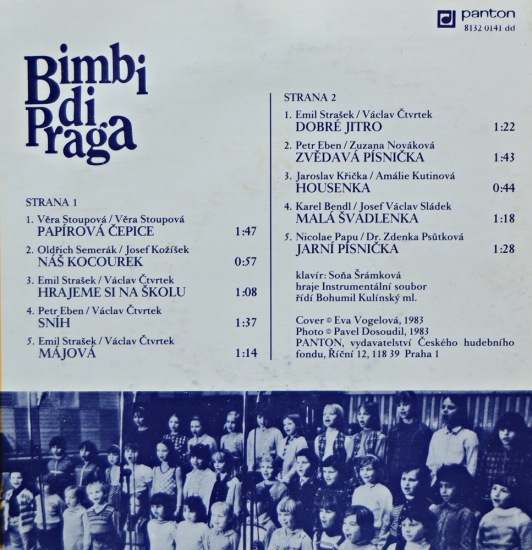 panton
8132 0141 dd
Bimbi
di
Praga
STRANA 1
1. Věra Stoupová / Věra Stoupová
PAPÍROVÁ ČEPICE 1:47
2. Oldřich Semerák / Josef Kožíšek
NÁŠ KOCOUREK 0:57
3. Emil Strašek / Václav Čtvrtek
HRAJEME SI NA ŠKOLU 1:08
4. Petr Eben / Václav Čtvrtek
SNÍH 1:37
5. Emil Strašek / Václav Čtvrtek
MÁJOVÁ 1:14
STRANA 2
1. Emil Strašek / Václav Čtvrtek
DOBRÉ JITRO 1:22
2. Petr Eben / Zuzana Nováková
ZVĚDAVÁ PÍSNIČKA 1:43
3. Jaroslav Křička / Amálie Kutinová
HOUSENKA 0:44
4. Karel Bendl / Josef Václav Sládek
MALÁ ŠVADLENKA 1:18
5. Nicolae Papu / Dr. Zdenka Psůtková
JARNÍ PÍSNIČKA 1:28
klavír: Soňa Šrámková
hraje Instrumentální soubor
řídí Bohumil Kulínský ml.
Cover © Eva Vogelová, 1983
Photo © Pavel Dosoudil, 1983
PANTON, vydavatelství Českého hudebního
fondu, Říční 12, 118 39 Praha 1